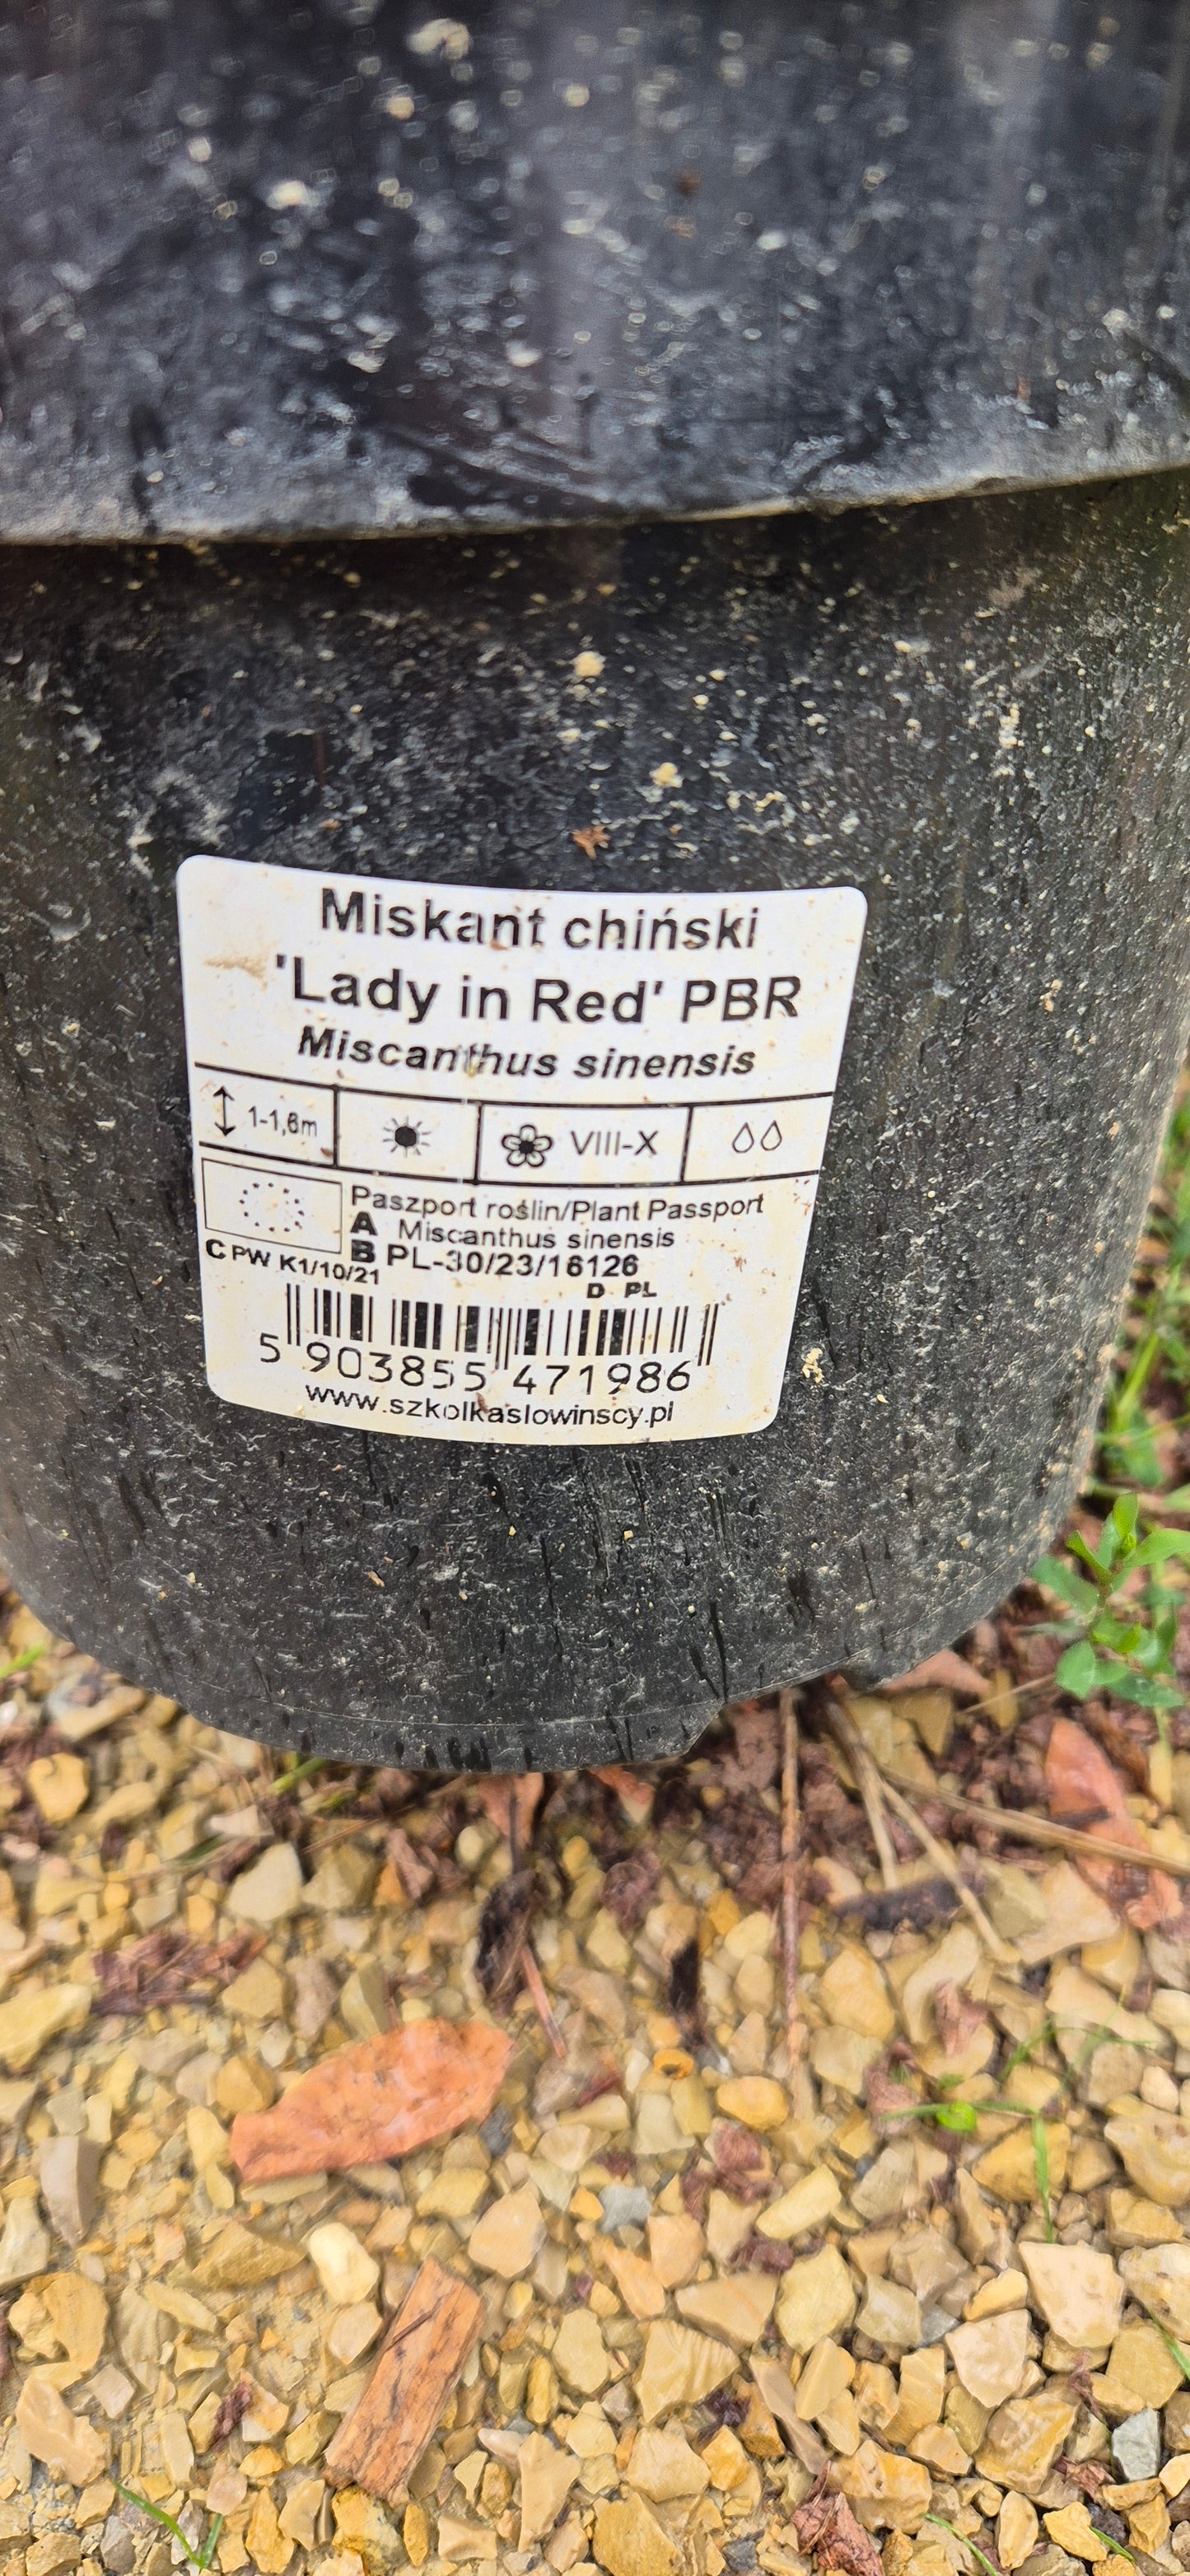 Miskant chiński
'Lady in Red' PBR
Miscanthus sinensis
1-1,6m
VIII-X
Paszport roślin/Plant Passport
A Miscanthus sinensis
B PL-30/23/16126
C PW K1/10/21
D PL
5 903855 471986
www.szkolkaslowinscy.pl